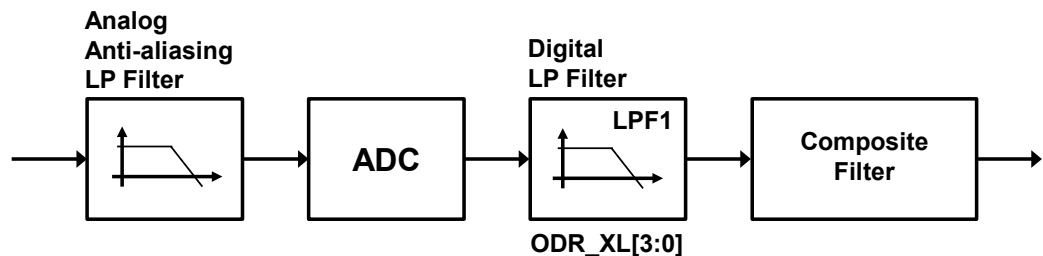 Analog
Anti-aliasing
LP Filter
ADC
Digital
LP Filter
LPF1
ODR_XL[3:0]
Composite
Filter